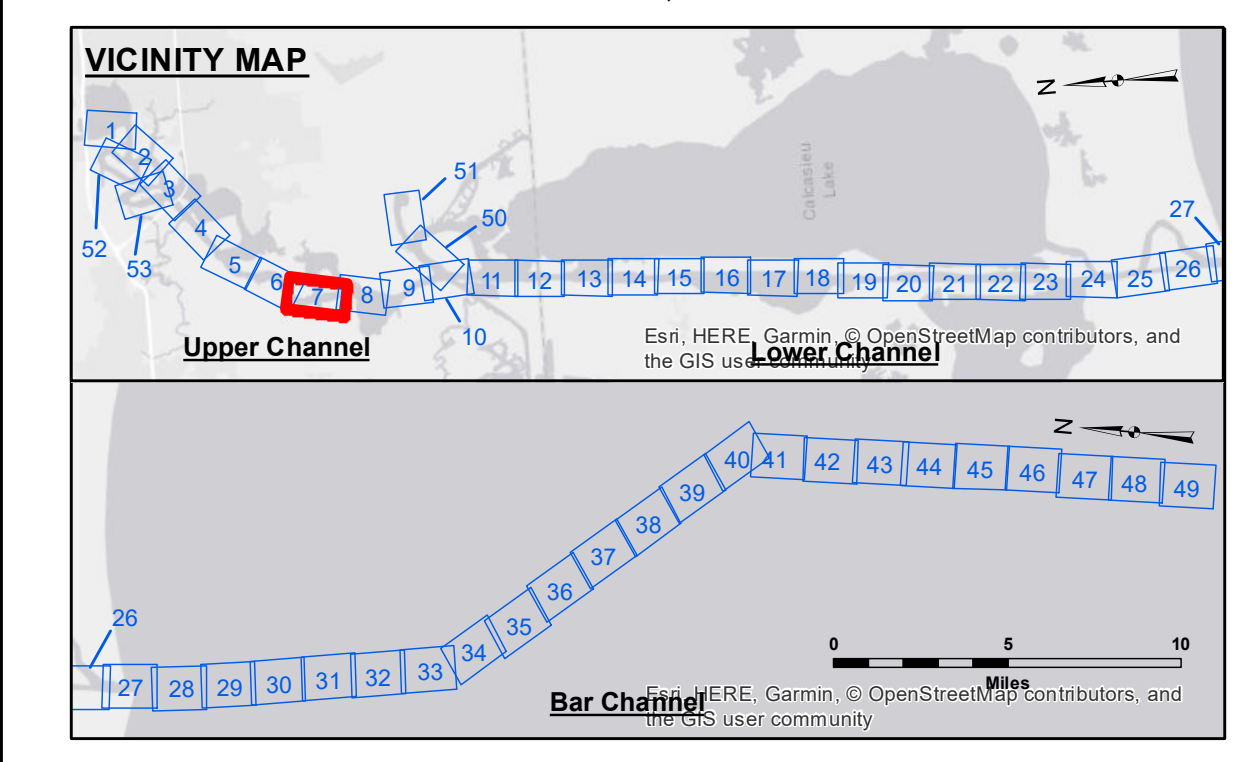 VICINITY MAP
N
1
2
52
3
53
4
5
6
7
8
9
10
51
50
11 12 13 14 15 16 17 18 19 20 21 22 23 24 25 26
27
Calcasieu
Lake
Upper Channel
Lower Channel
Esri, HERE, Garmin, © OpenStreetMap contributors, and
the GIS user community
N
26
27 28 29 30 31 32 33 34 35 36 37 38 39 40 41 42 43 44 45 46 47 48 49
0 5 10
Miles
Bar Channel
Esri, HERE, Garmin, © OpenStreetMap contributors, and
the GIS user community